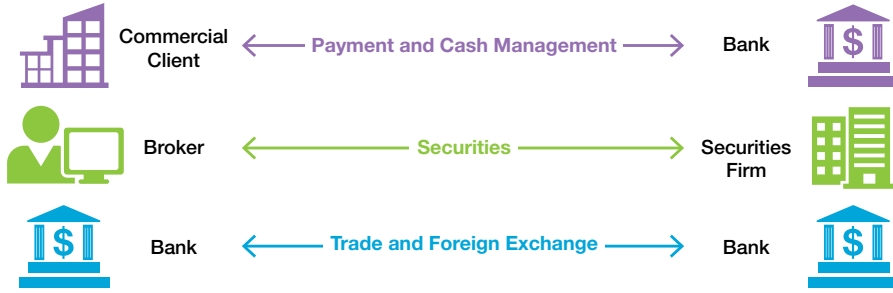 Commercial
Client
Payment and Cash Management
Bank
$
Broker
Securities
Securities
Firm
$
Bank
Trade and Foreign Exchange
Bank
$